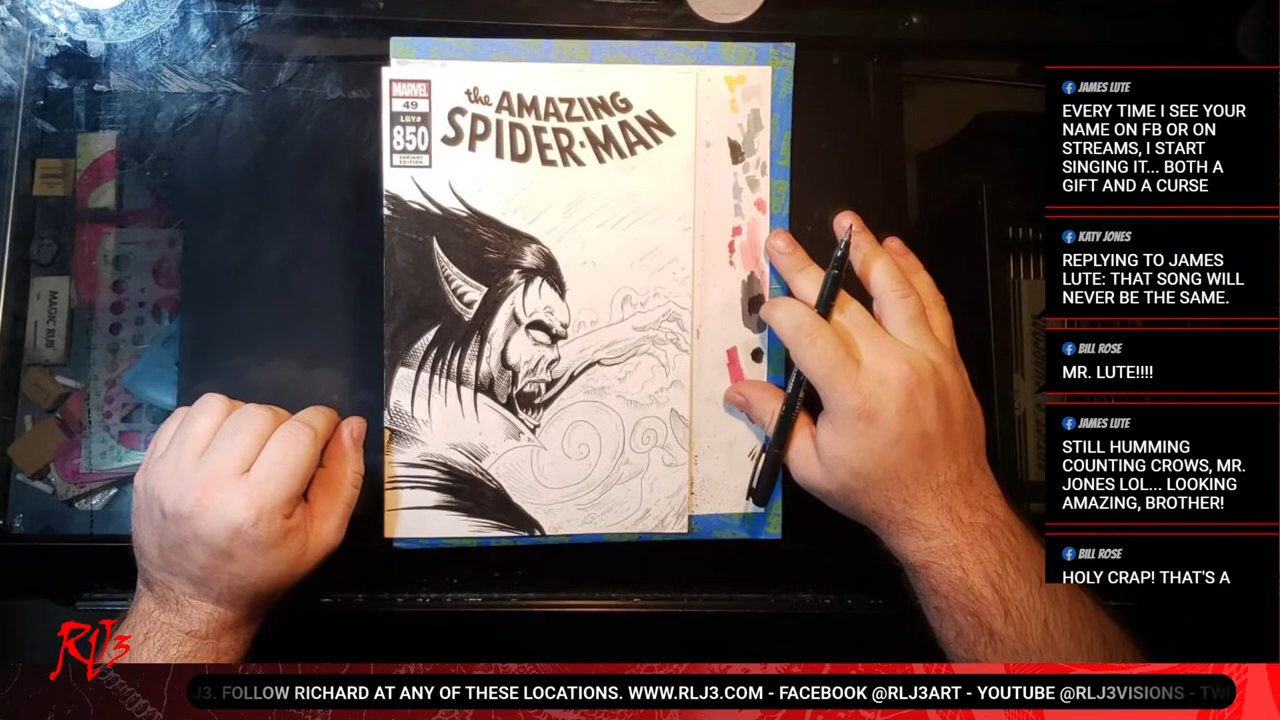 MARVEL
49
LGY#
850
VARIANT
EDITION
the AMAZING
SPIDER-MAN
MAGIC RUB
JAMES LUTE
EVERY TIME I SEE YOUR
NAME ON FB OR ON
STREAMS, I START
SINGING IT... BOTH A
GIFT AND A CURSE
KATY JONES
REPLYING TO JAMES
LUTE: THAT SONG WILL
NEVER BE THE SAME.
BILL ROSE
MR. LUTE!!!!
JAMES LUTE
STILL HUMMING
COUNTING CROWS, MR.
JONES LOL... LOOKING
AMAZING, BROTHER!
BILL ROSE
HOLY CRAP! THAT'S A
RLJ3
J3. FOLLOW RICHARD AT ANY OF THESE LOCATIONS. WWW.RLJ3.COM - FACEBOOK @RLJ3ART - YOUTUBE @RLJ3VISIONS - TW